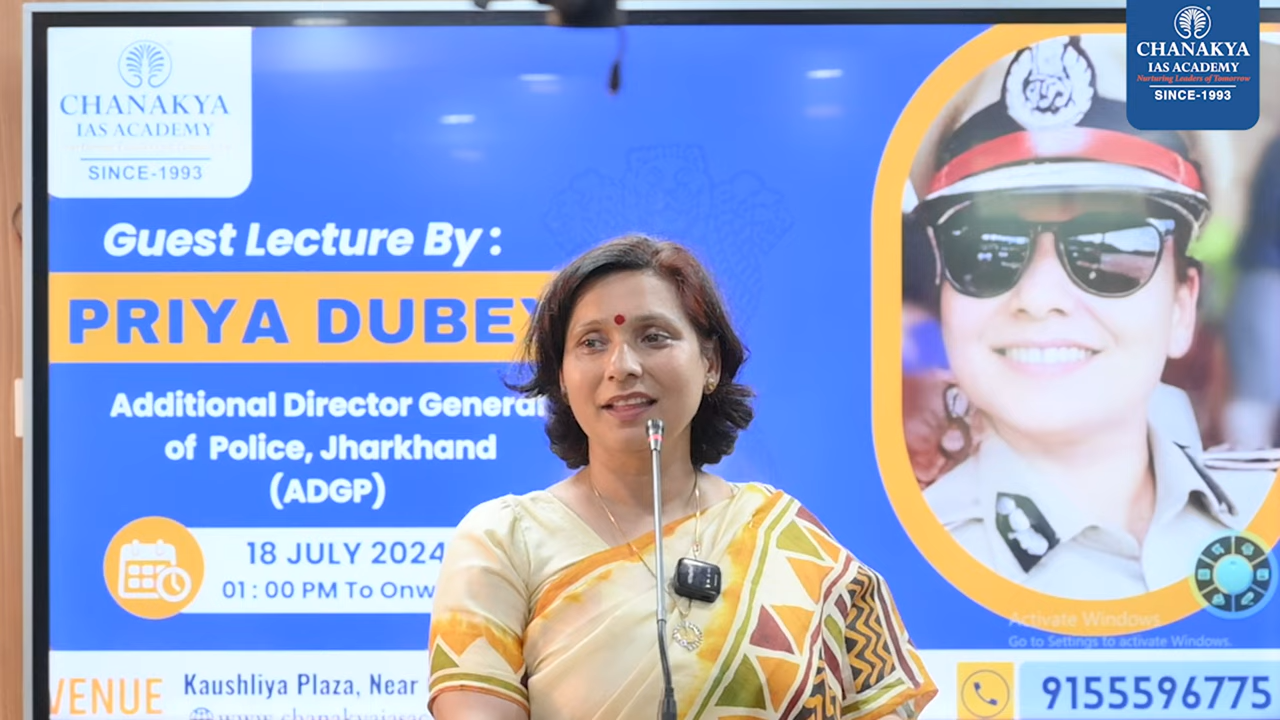 CHANAKYA
IAS ACADEMY
SINCE-1993
CHANAKYA
IAS ACADEMY
Nurturing Leaders of Tomorrow
SINCE-1993
Guest Lecture By :
PRIYA DUBEY
Additional Director General
of Police, Jharkhand
(ADGP)
18 JULY 2024
01 : 00 PM To Onw
Activate Windows
Go to Settings to activate Windows.
VENUE
Kaushliya Plaza, Near
9155596775